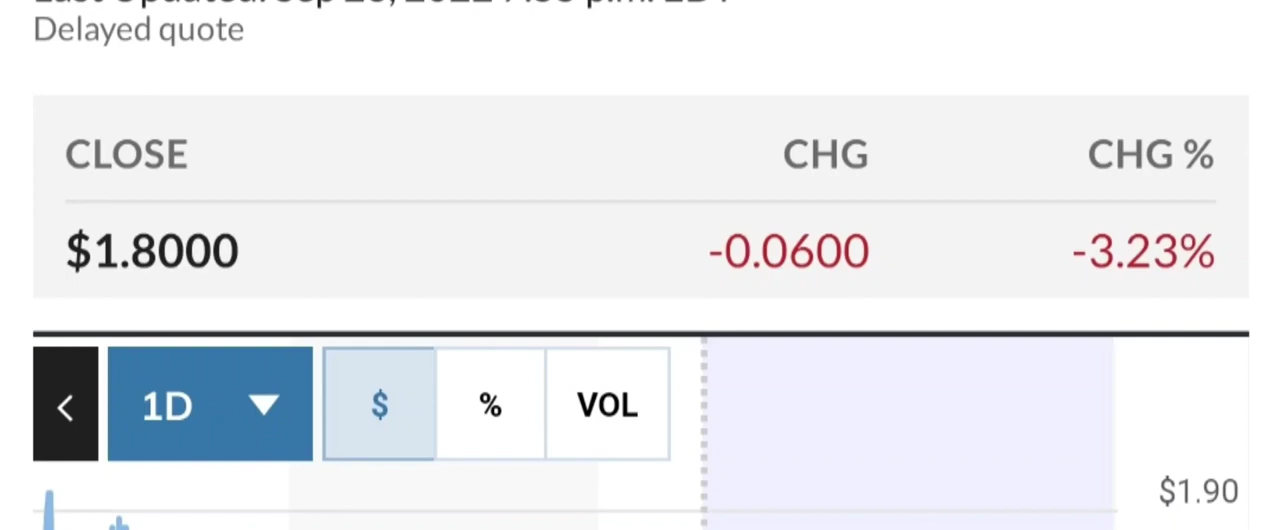 Delayed quote
CLOSE CHG CHG %
$1.8000 -0.0600 -3.23%
1D $ % VOL
$1.90